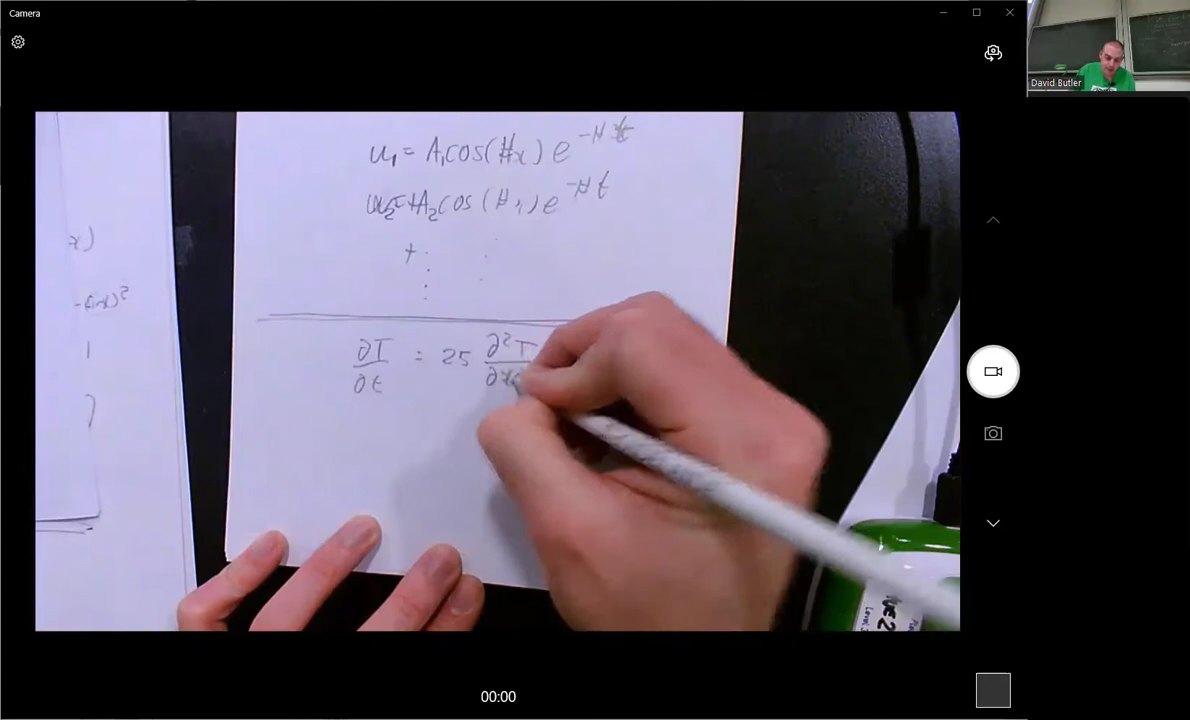 Camera
David Butler
u₁ = A₁cos(#x) e^{-#t}
u₂ = +A₂cos(#x) e^{-#t}
+
∂T/∂t = 25 ∂²T/∂x
00:00